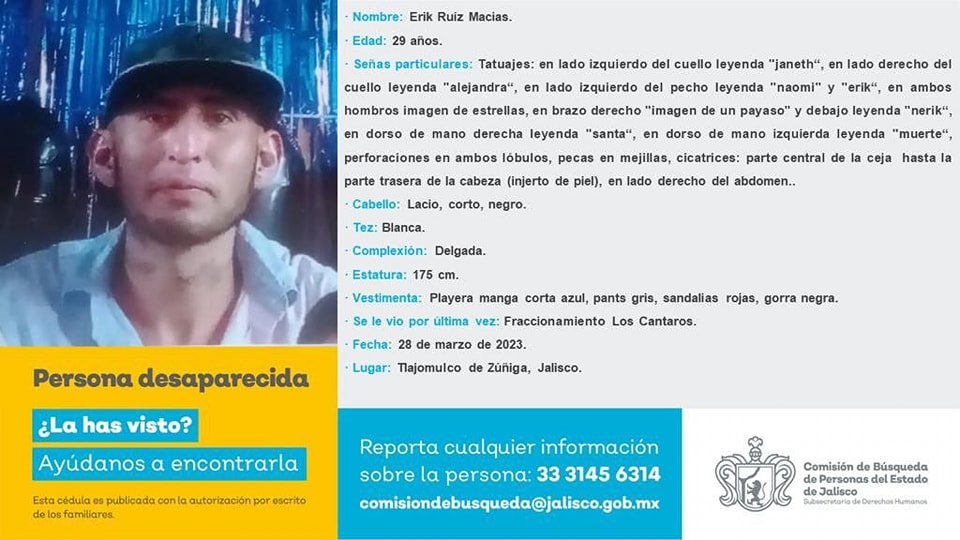 · Nombre: Erik Ruíz Macias.
· Edad: 29 años.
· Señas particulares: Tatuajes: en lado izquierdo del cuello leyenda "janeth“, en lado derecho del
cuello leyenda "alejandra“, en lado izquierdo del pecho leyenda "naomi" y "erik“, en ambos
hombros imagen de estrellas, en brazo derecho "imagen de un payaso" y debajo leyenda "nerik“,
en dorso de mano derecha leyenda "santa“, en dorso de mano izquierda leyenda "muerte“,
perforaciones en ambos lóbulos, pecas en mejillas, cicatrices: parte central de la ceja hasta la
parte trasera de la cabeza (injerto de piel), en lado derecho del abdomen..
· Cabello: Lacio, corto, negro.
· Tez: Blanca.
· Complexión: Delgada.
· Estatura: 175 cm.
· Vestimenta: Playera manga corta azul, pants gris, sandalias rojas, gorra negra.
· Se le vio por última vez: Fraccionamiento Los Cantaros.
· Fecha: 28 de marzo de 2023.
· Lugar: Tlajomulco de Zúñiga, Jalisco.
Persona desaparecida
¿La has visto?
Ayúdanos a encontrarla
Esta cédula es publicada con la autorización por escrito
de los familiares.
Reporta cualquier información
sobre la persona: 33 3145 6314
comisiondebusqueda@jalisco.gob.mx
Comisión de Búsqueda
de Personas del Estado
de Jalisco
Subsecretaría de Derechos Humanos